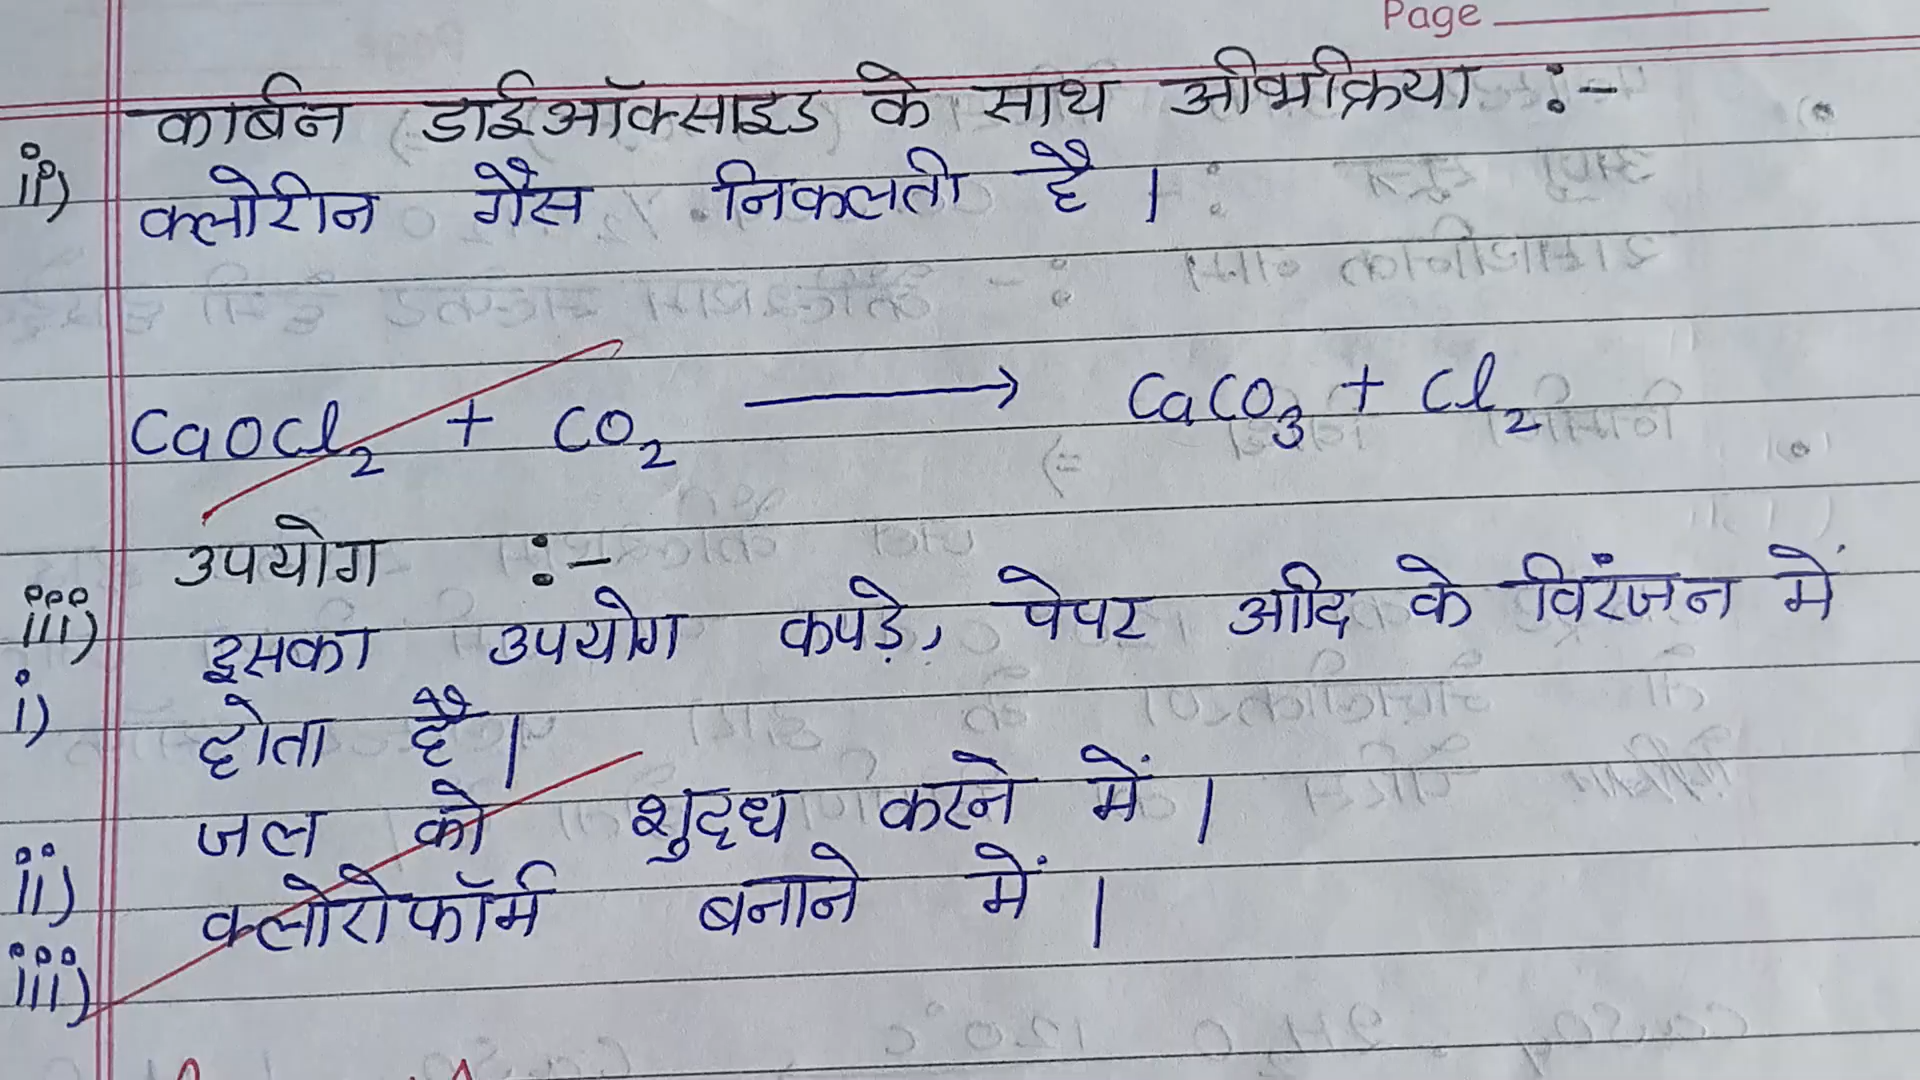 Page
ii) कार्बन डाईऑक्साइड के साथ अभिक्रिया :-
क्लोरीन गैस निकलती है।
CaOCl₂ + CO₂ ⟶ CaCO₃ + Cl₂
iii) उपयोग :-
i) इसका उपयोग कपड़े, पेपर आदि के विरंजन में
होता है।
ii) जल को शुद्ध करने में।
iii) क्लोरोफॉर्म बनाने में।